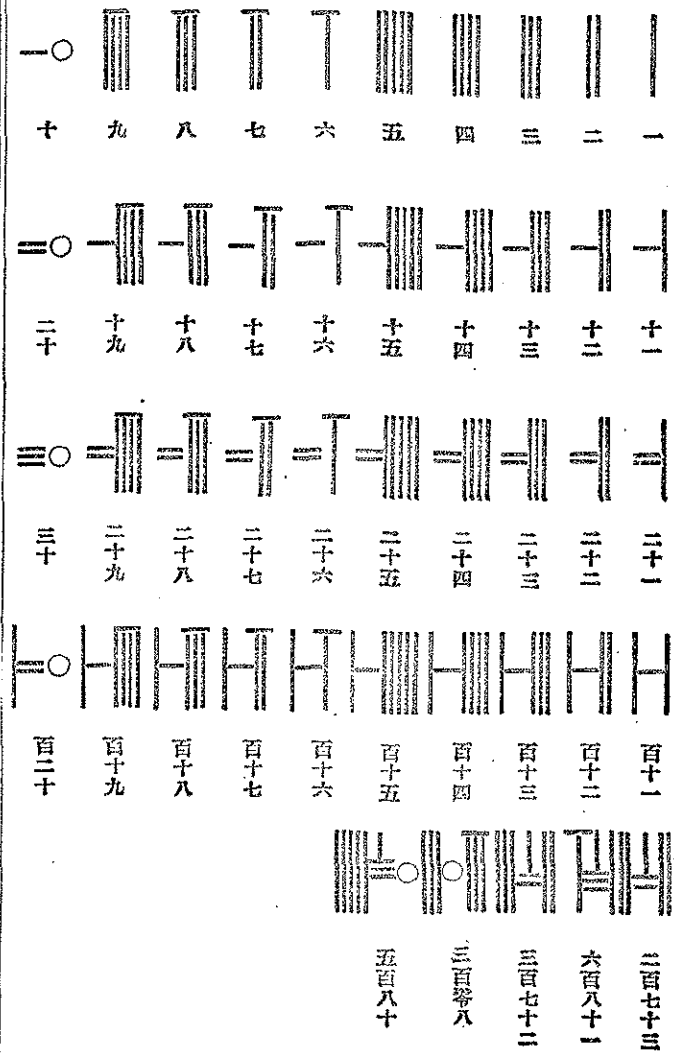 一
二
三
四
五
六
七
八
九
十
十一
十二
十三
十四
十五
十六
十七
十八
十九
二十
二十一
二十二
二十三
二十四
二十五
二十六
二十七
二十八
二十九
三十
百十一
百十二
百十三
百十四
百十五
百十六
百十七
百十八
百十九
百二十
二百七十三
六百八十一
三百七十二
三百零八
五百八十